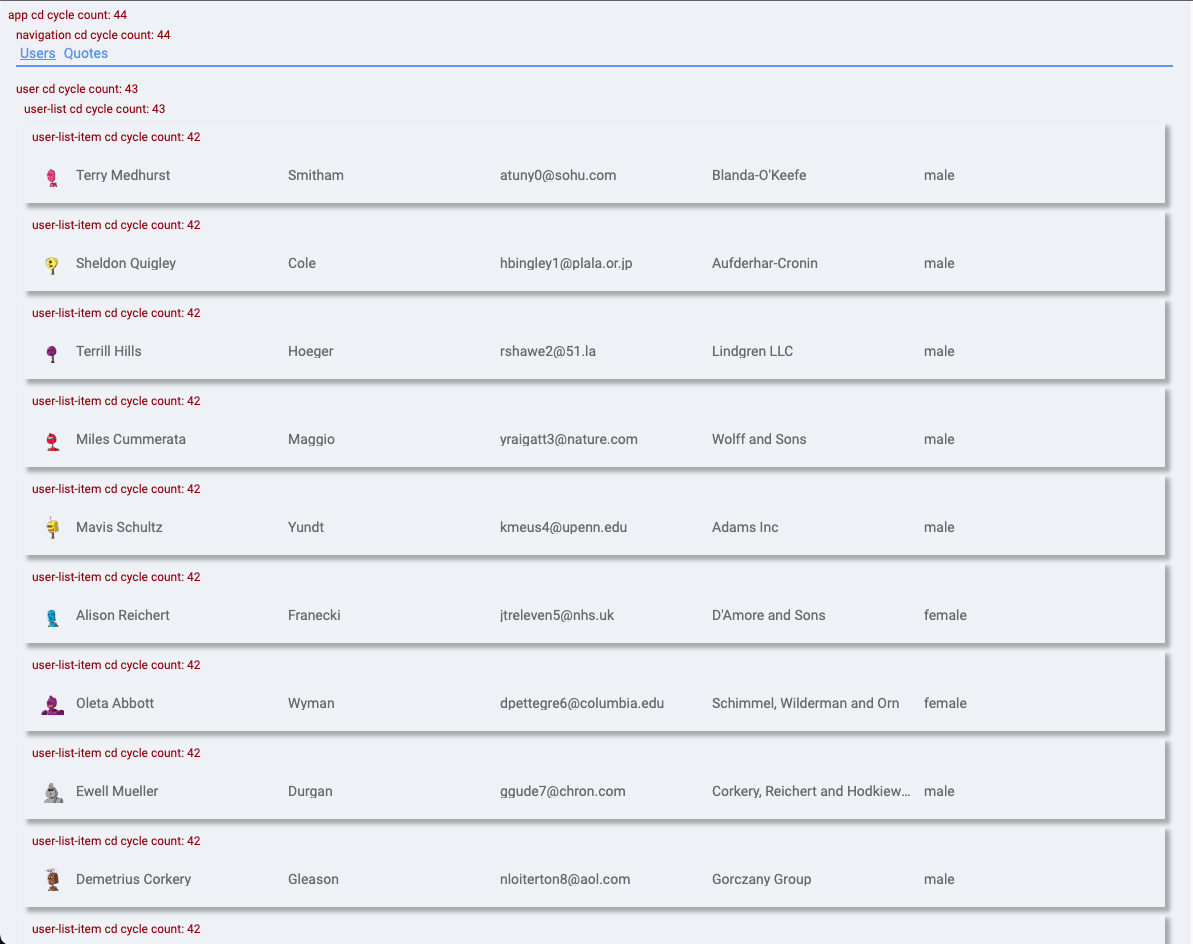 app cd cycle count: 44
navigation cd cycle count: 44
Users Quotes
user cd cycle count: 43
user-list cd cycle count: 43
user-list-item cd cycle count: 42
Terry Medhurst Smitham atuny0@sohu.com Blanda-O'Keefe male
user-list-item cd cycle count: 42
Sheldon Quigley Cole hbingley1@plala.or.jp Aufderhar-Cronin male
user-list-item cd cycle count: 42
Terrill Hills Hoeger rshawe2@51.la Lindgren LLC male
user-list-item cd cycle count: 42
Miles Cummerata Maggio yraigatt3@nature.com Wolff and Sons male
user-list-item cd cycle count: 42
Mavis Schultz Yundt kmeus4@upenn.edu Adams Inc male
user-list-item cd cycle count: 42
Alison Reichert Franecki jtreleven5@nhs.uk D'Amore and Sons female
user-list-item cd cycle count: 42
Oleta Abbott Wyman dpettegre6@columbia.edu Schimmel, Wilderman and Orn female
user-list-item cd cycle count: 42
Ewell Mueller Durgan ggude7@chron.com Corkery, Reichert and Hodkiew... male
user-list-item cd cycle count: 42
Demetrius Corkery Gleason nloiterton8@aol.com Gorczany Group male
user-list-item cd cycle count: 42